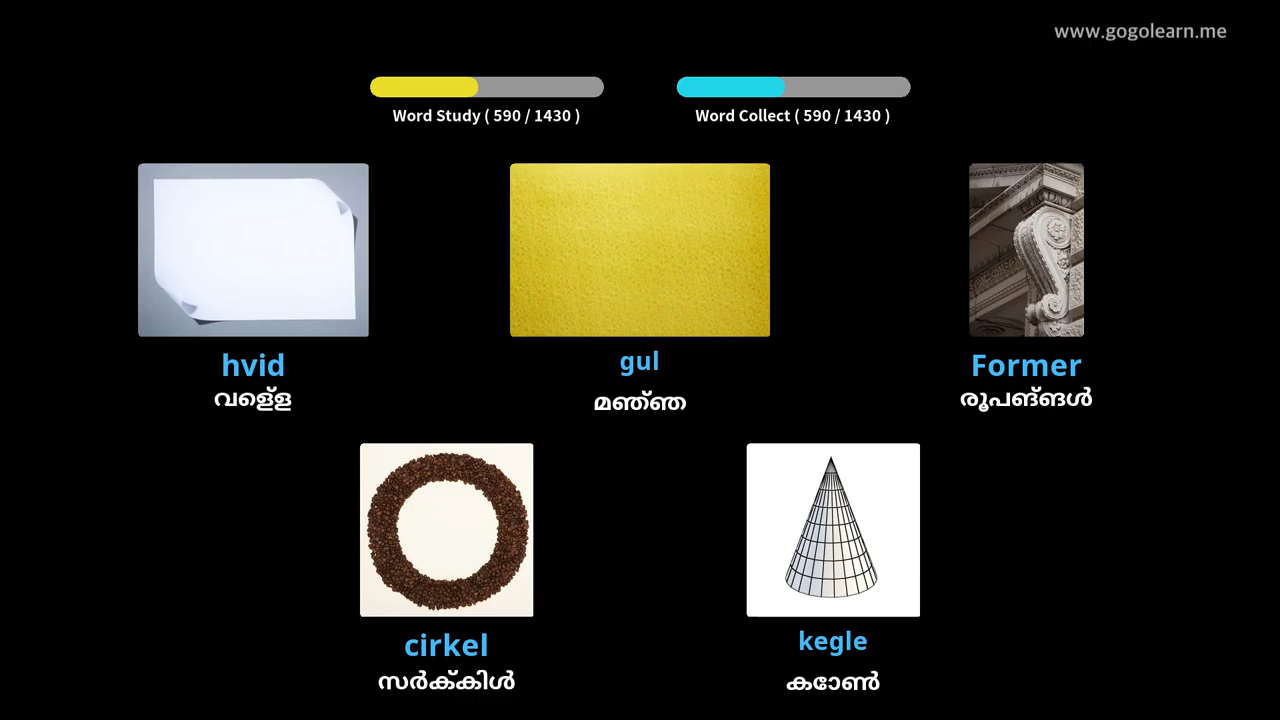 www.gogolearn.me
Word Study ( 590 / 1430 )
Word Collect ( 590 / 1430 )
hvid
വെള്ള
gul
മഞ്ഞ
Former
രൂപങ്ങൾ
cirkel
സർക്കിൾ
kegle
കോൺ